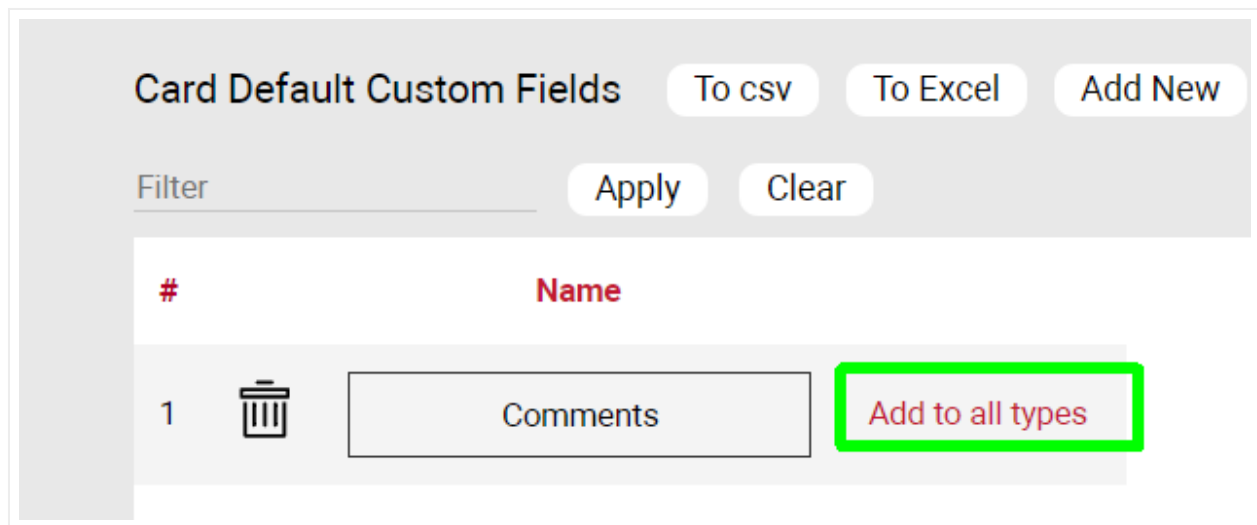 Card Default Custom Fields To csv To Excel Add New
Filter Apply Clear
# Name
1 Comments Add to all types